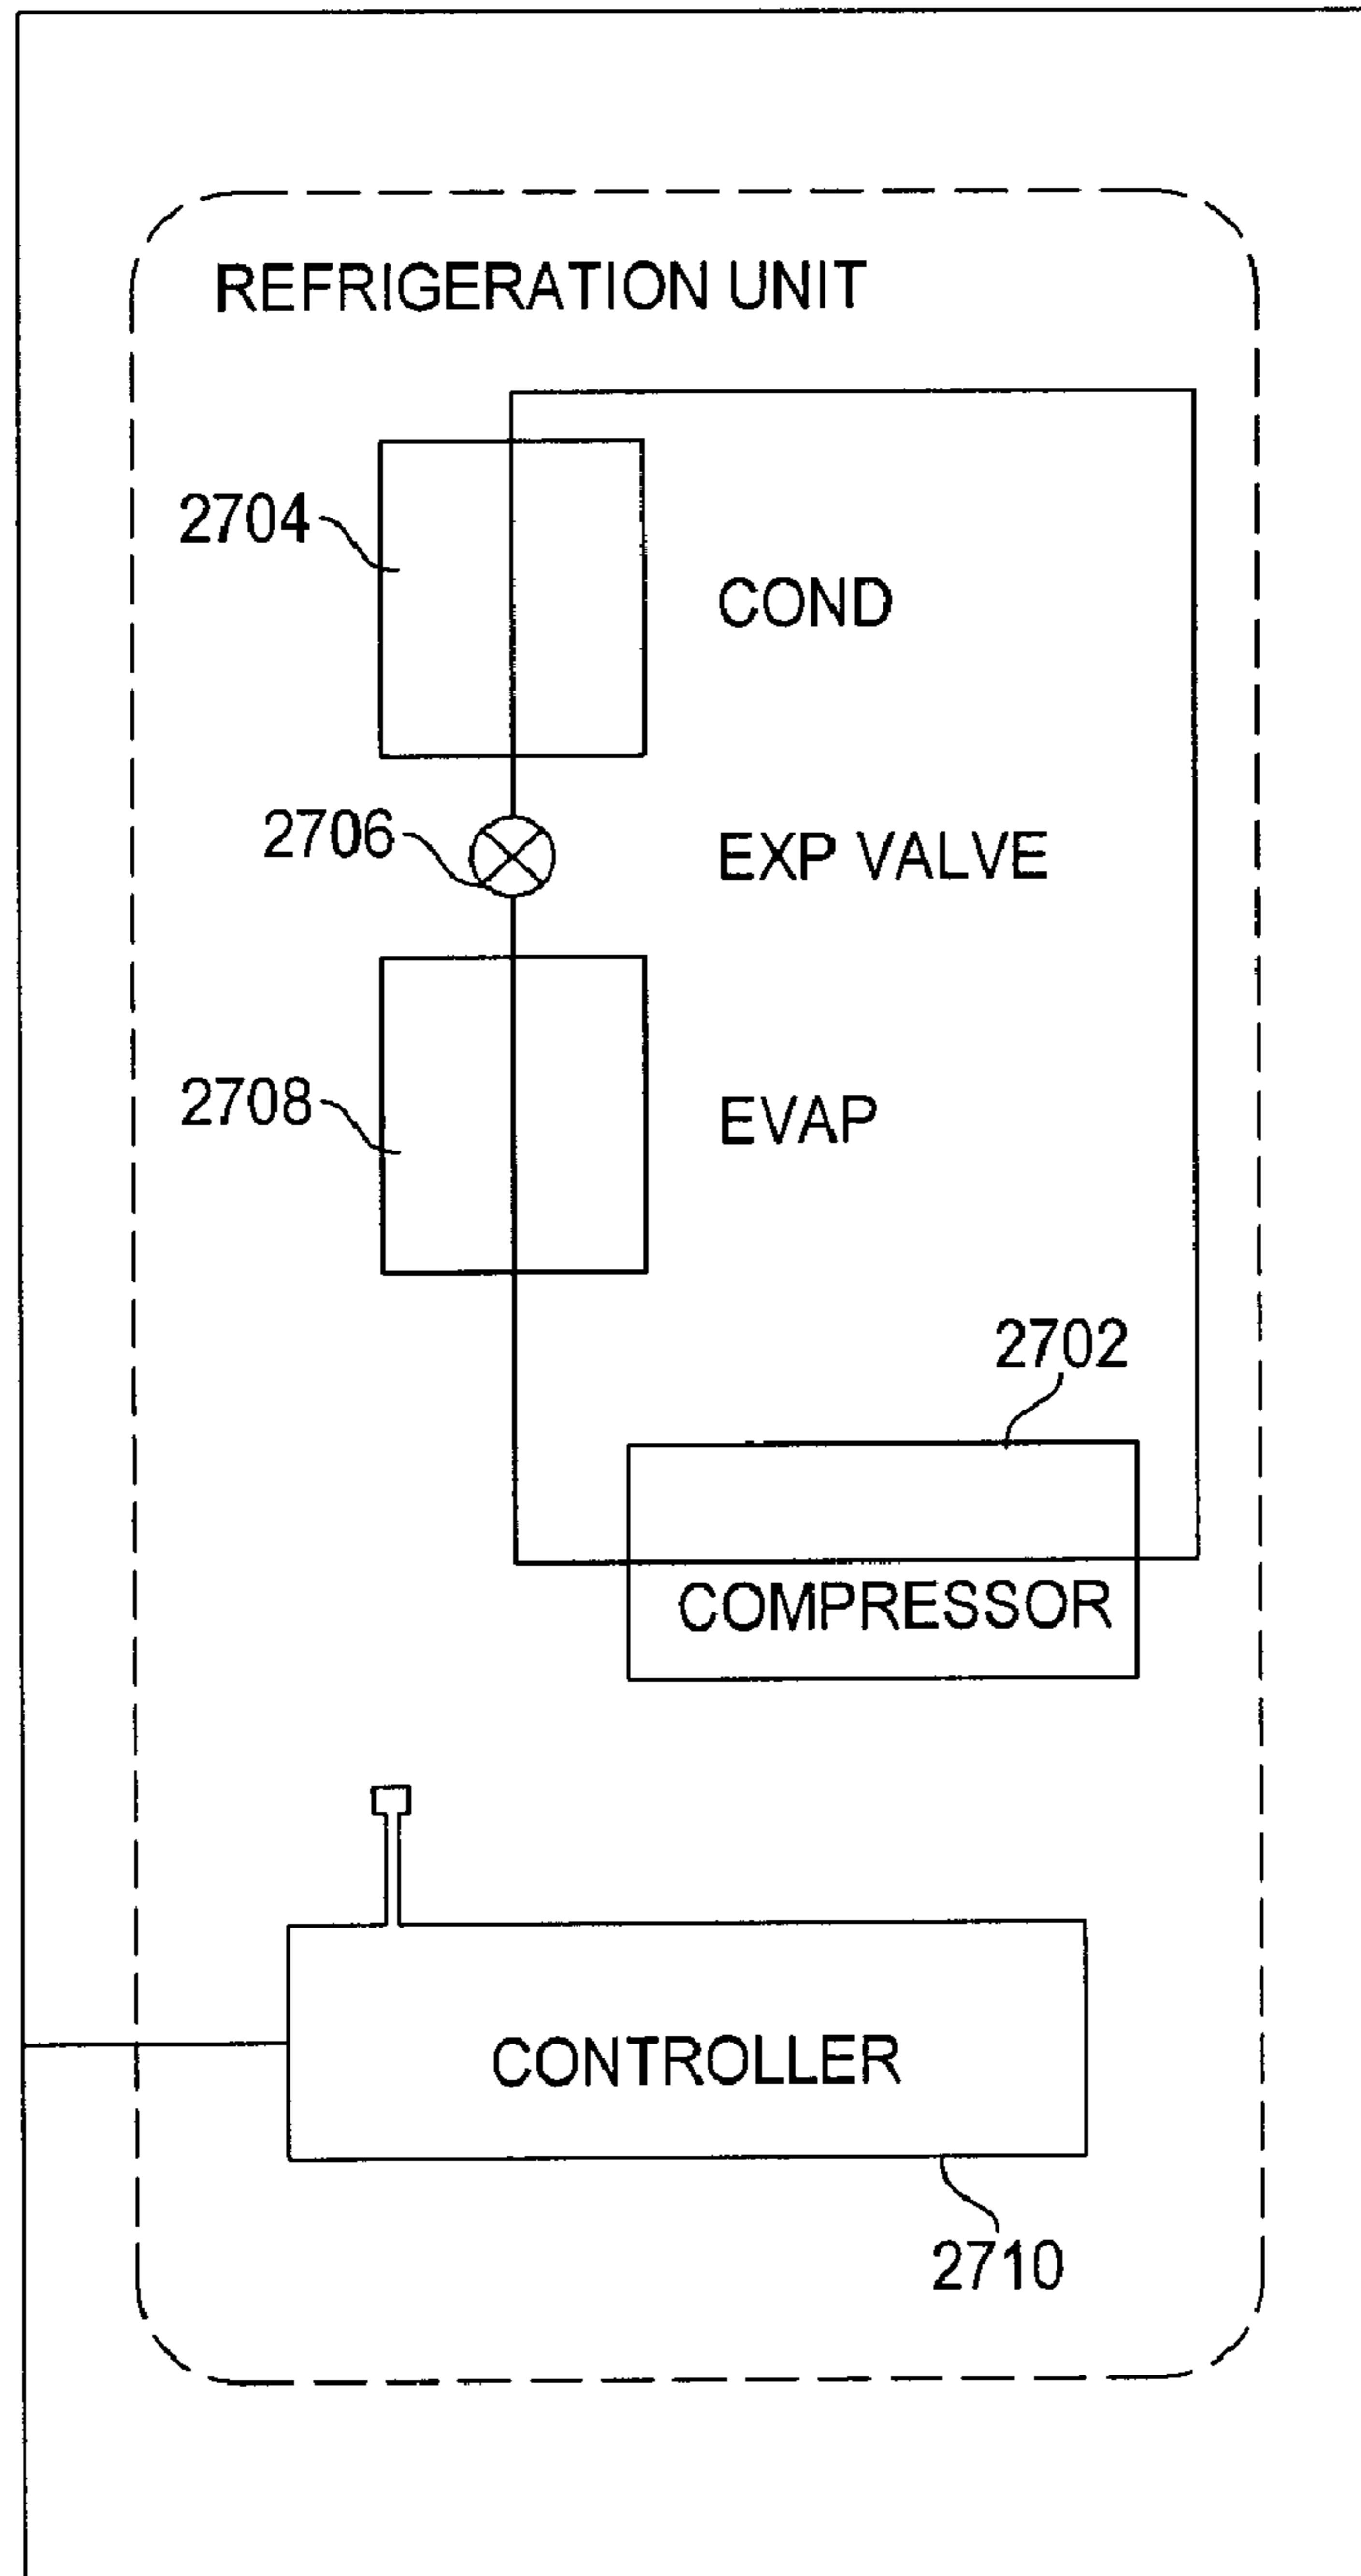 REFRIGERATION UNIT
2704
COND
2706
EXP VALVE
2708
EVAP
2702
COMPRESSOR
CONTROLLER
2710